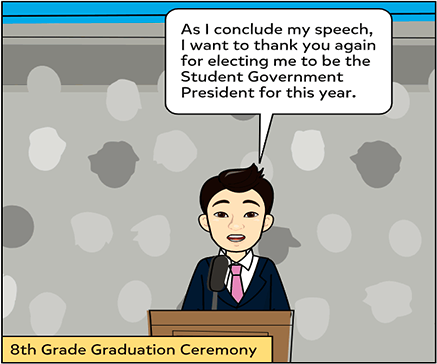 As I conclude my speech,
I want to thank you again
for electing me to be the
Student Government
President for this year.
8th Grade Graduation Ceremony